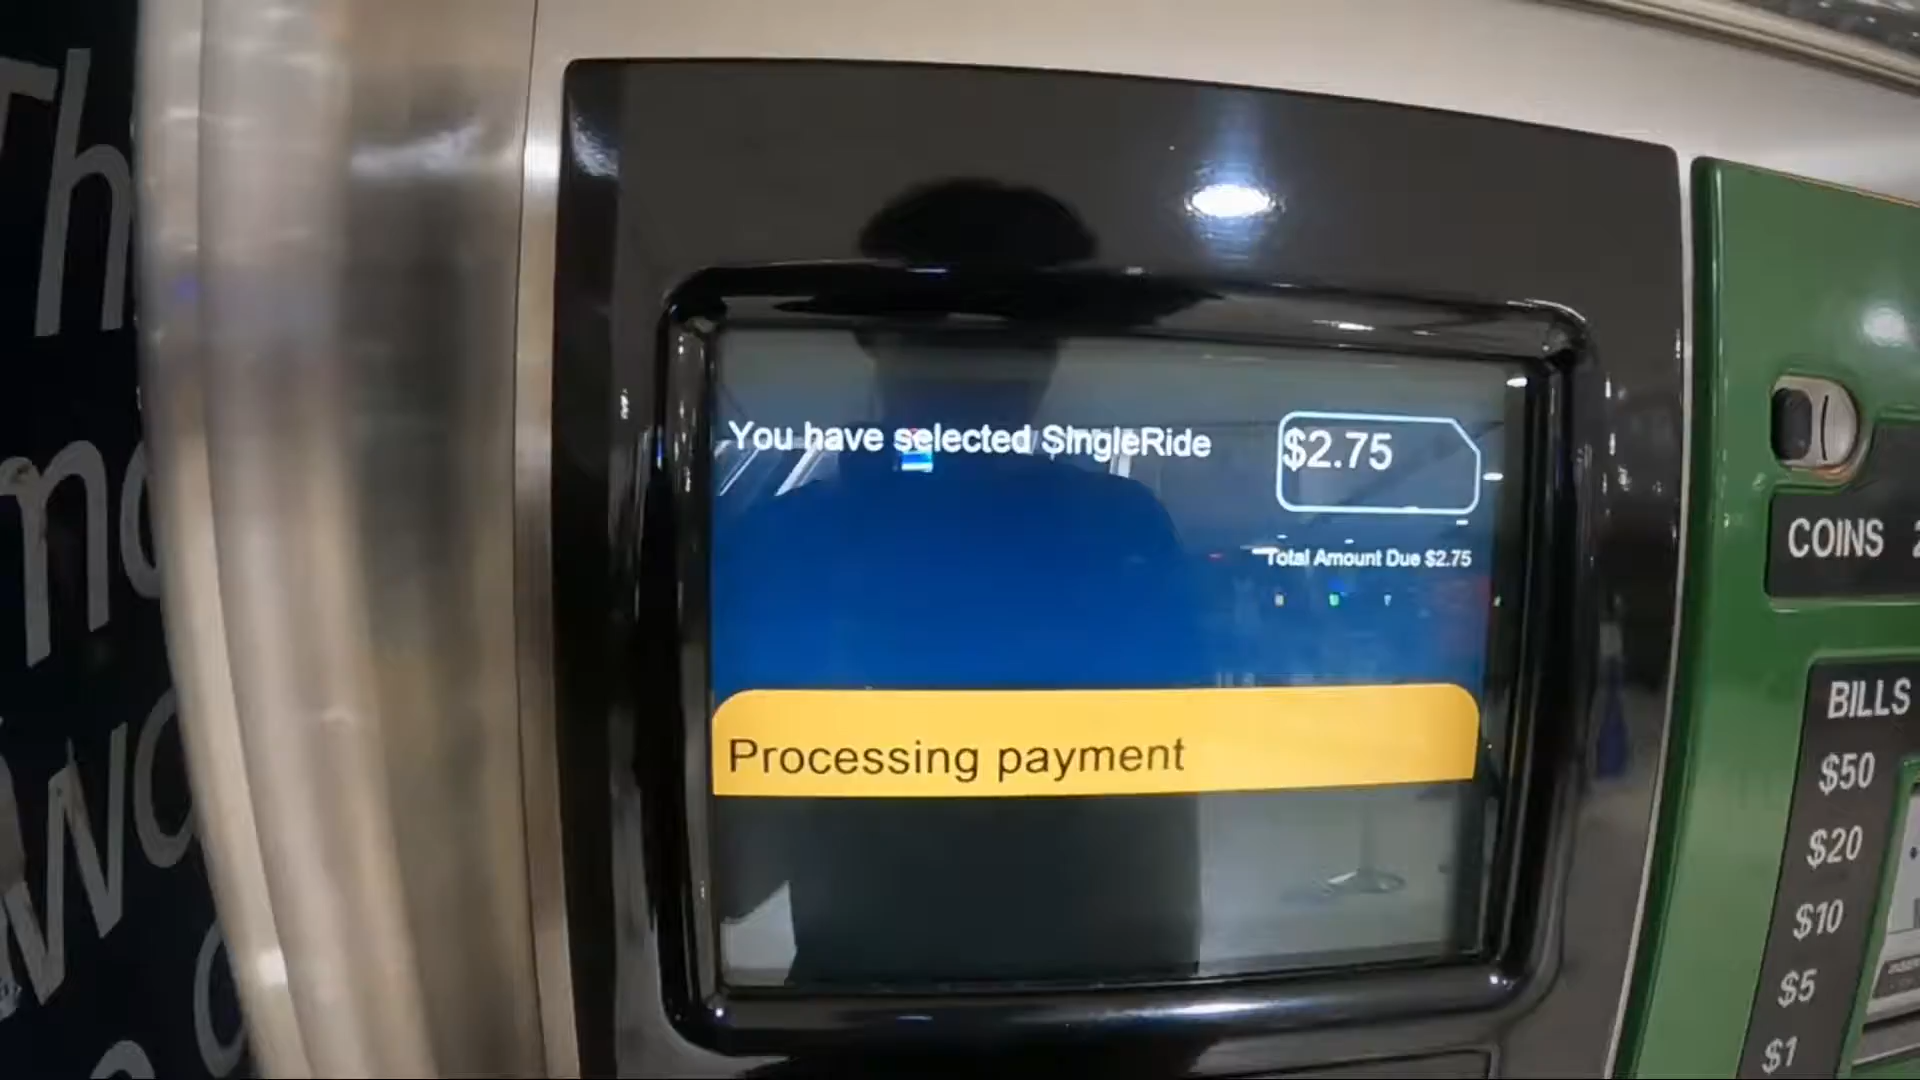 You have selected SingleRide
$2.75
Total Amount Due $2.75
Processing payment
COINS
BILLS
$50
$20
$10
$5
$1
Th